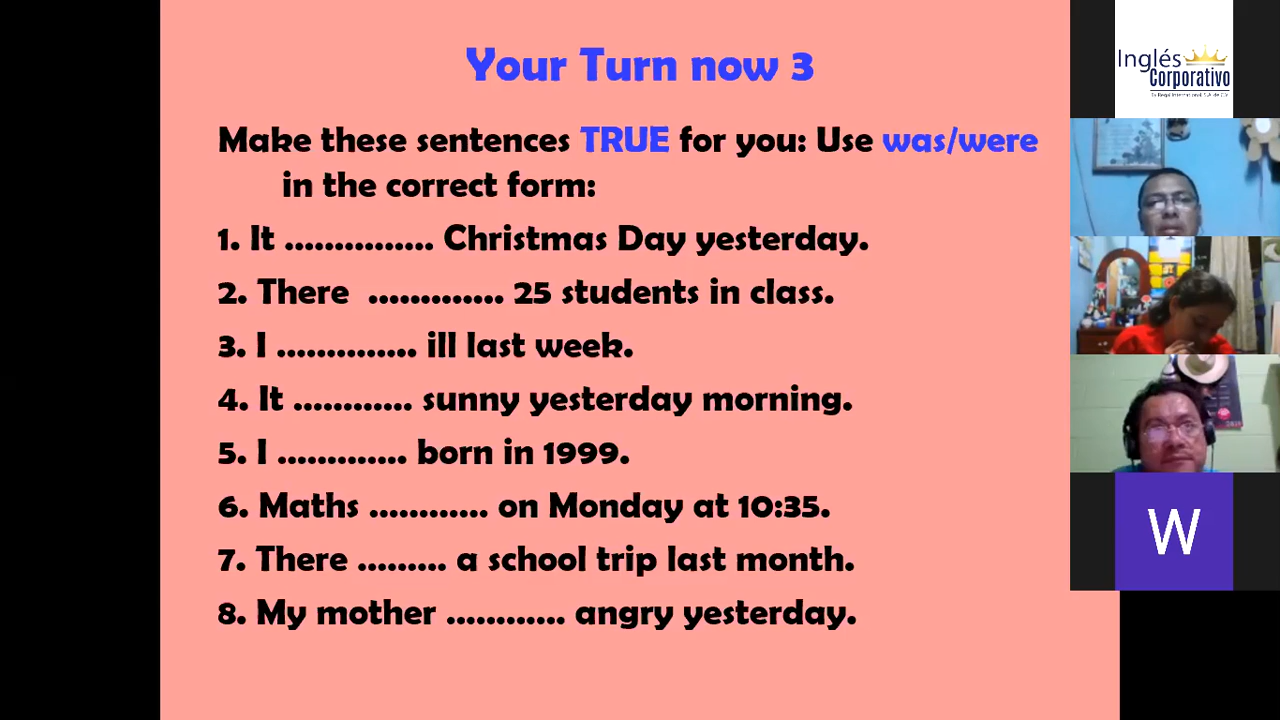 Your Turn now 3
Make these sentences TRUE for you: Use was/were
in the correct form:
1. It ............... Christmas Day yesterday.
2. There ............. 25 students in class.
3. I .............. ill last week.
4. It ............ sunny yesterday morning.
5. I ............. born in 1999.
6. Maths ............ on Monday at 10:35.
7. There ......... a school trip last month.
8. My mother ............ angry yesterday.
Inglés
Corporativo
W